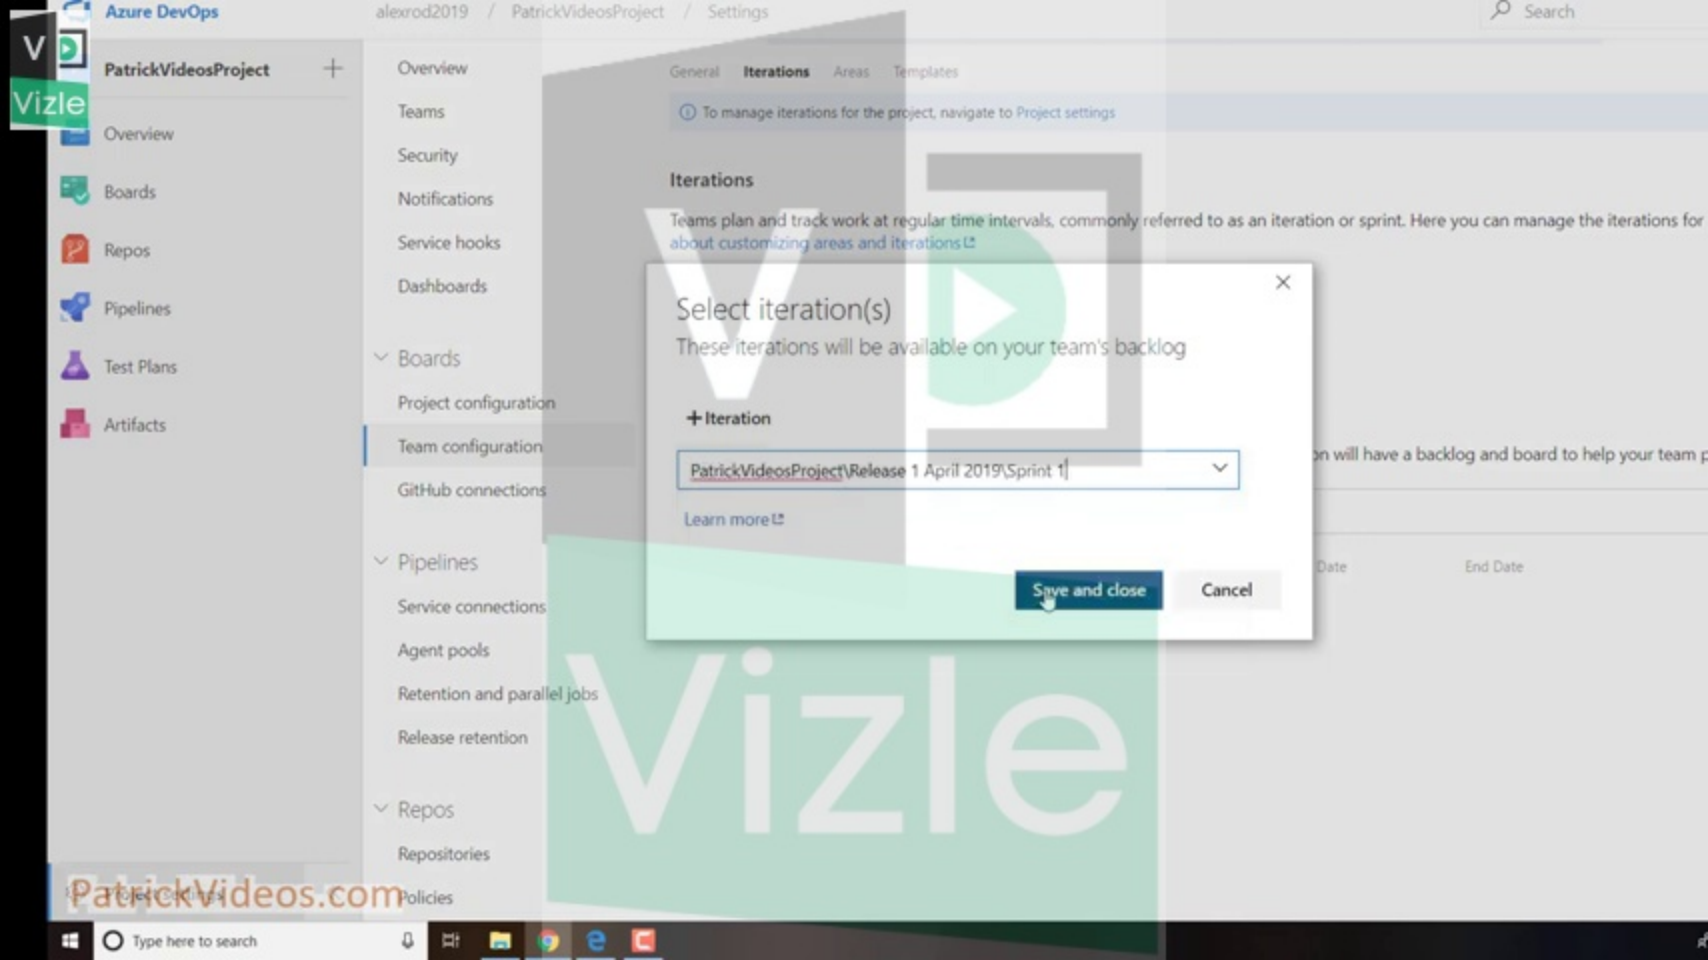 Azure DevOps
alexrod2019 / PatrickVideosProject / Settings
Search
V
Vizle
PatrickVideosProject
Overview
Boards
Repos
Pipelines
Test Plans
Artifacts
Overview
Teams
Security
Notifications
Service hooks
Dashboards
Boards
Project configuration
Team configuration
GitHub connections
Pipelines
Service connections
Agent pools
Retention and parallel jobs
Release retention
Repos
Repositories
Policies
General Iterations Areas Templates
To manage iterations for the project, navigate to Project settings
Iterations
Teams plan and track work at regular time intervals, commonly referred to as an iteration or sprint. Here you can manage the iterations for
about customizing areas and iterations
V
Select iteration(s)
These iterations will be available on your team's backlog
+ Iteration
PatrickVideosProject\Release 1 April 2019\Sprint 1
Learn more
Save and close Cancel
on will have a backlog and board to help your team p
Date End Date
Vizle
Project settings
PatrickVideos.com
Type here to search